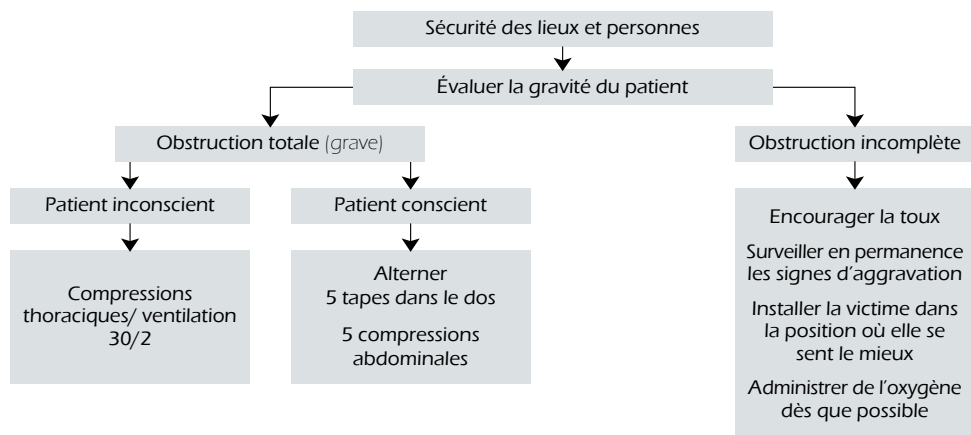 Sécurité des lieux et personnes
Évaluer la gravité du patient
Obstruction totale (grave)
Obstruction incomplète
Patient inconscient
Patient conscient
Compressions
thoraciques/ ventilation
30/2
Alterner
5 tapes dans le dos
5 compressions
abdominales
Encourager la toux
Surveiller en permanence
les signes d'aggravation
Installer la victime dans
la position où elle se
sent le mieux
Administrer de l'oxygène
dès que possible